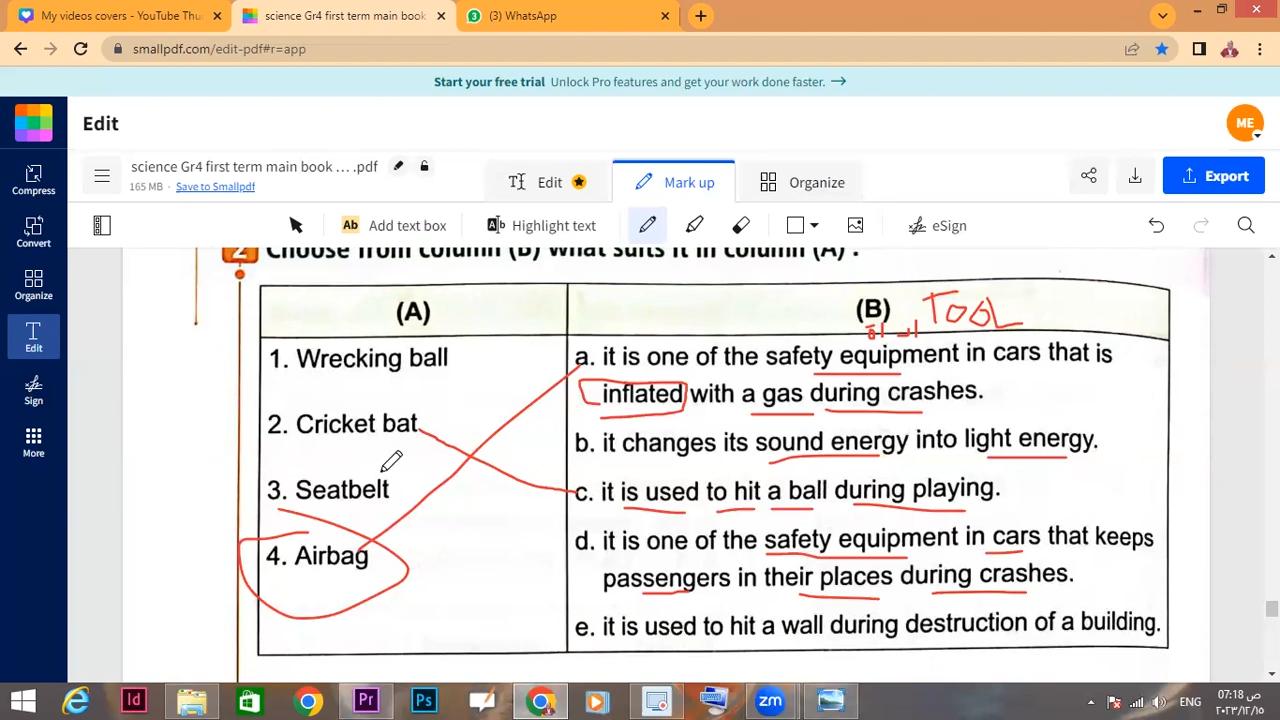 My videos covers - YouTube Thu
science Gr4 first term main book
(3) WhatsApp
smallpdf.com/edit-pdf#r=app
Start your free trial Unlock Pro features and get your work done faster. →
Edit
ME
science Gr4 first term main book ... .pdf
165 MB • Save to Smallpdf
Edit
Mark up
Organize
Export
Add text box
Highlight text
eSign
Compress
Convert
Organize
Edit
Sign
More
2 Choose from column (B) what suits it in column (A) :
(A)
(B) TOOL
1. Wrecking ball
2. Cricket bat
3. Seatbelt
4. Airbag
a. it is one of the safety equipment in cars that is
inflated with a gas during crashes.
b. it changes its sound energy into light energy.
c. it is used to hit a ball during playing.
d. it is one of the safety equipment in cars that keeps
passengers in their places during crashes.
e. it is used to hit a wall during destruction of a building.
ENG
07:18 ص
٢٠٢٣/١٢/١٥